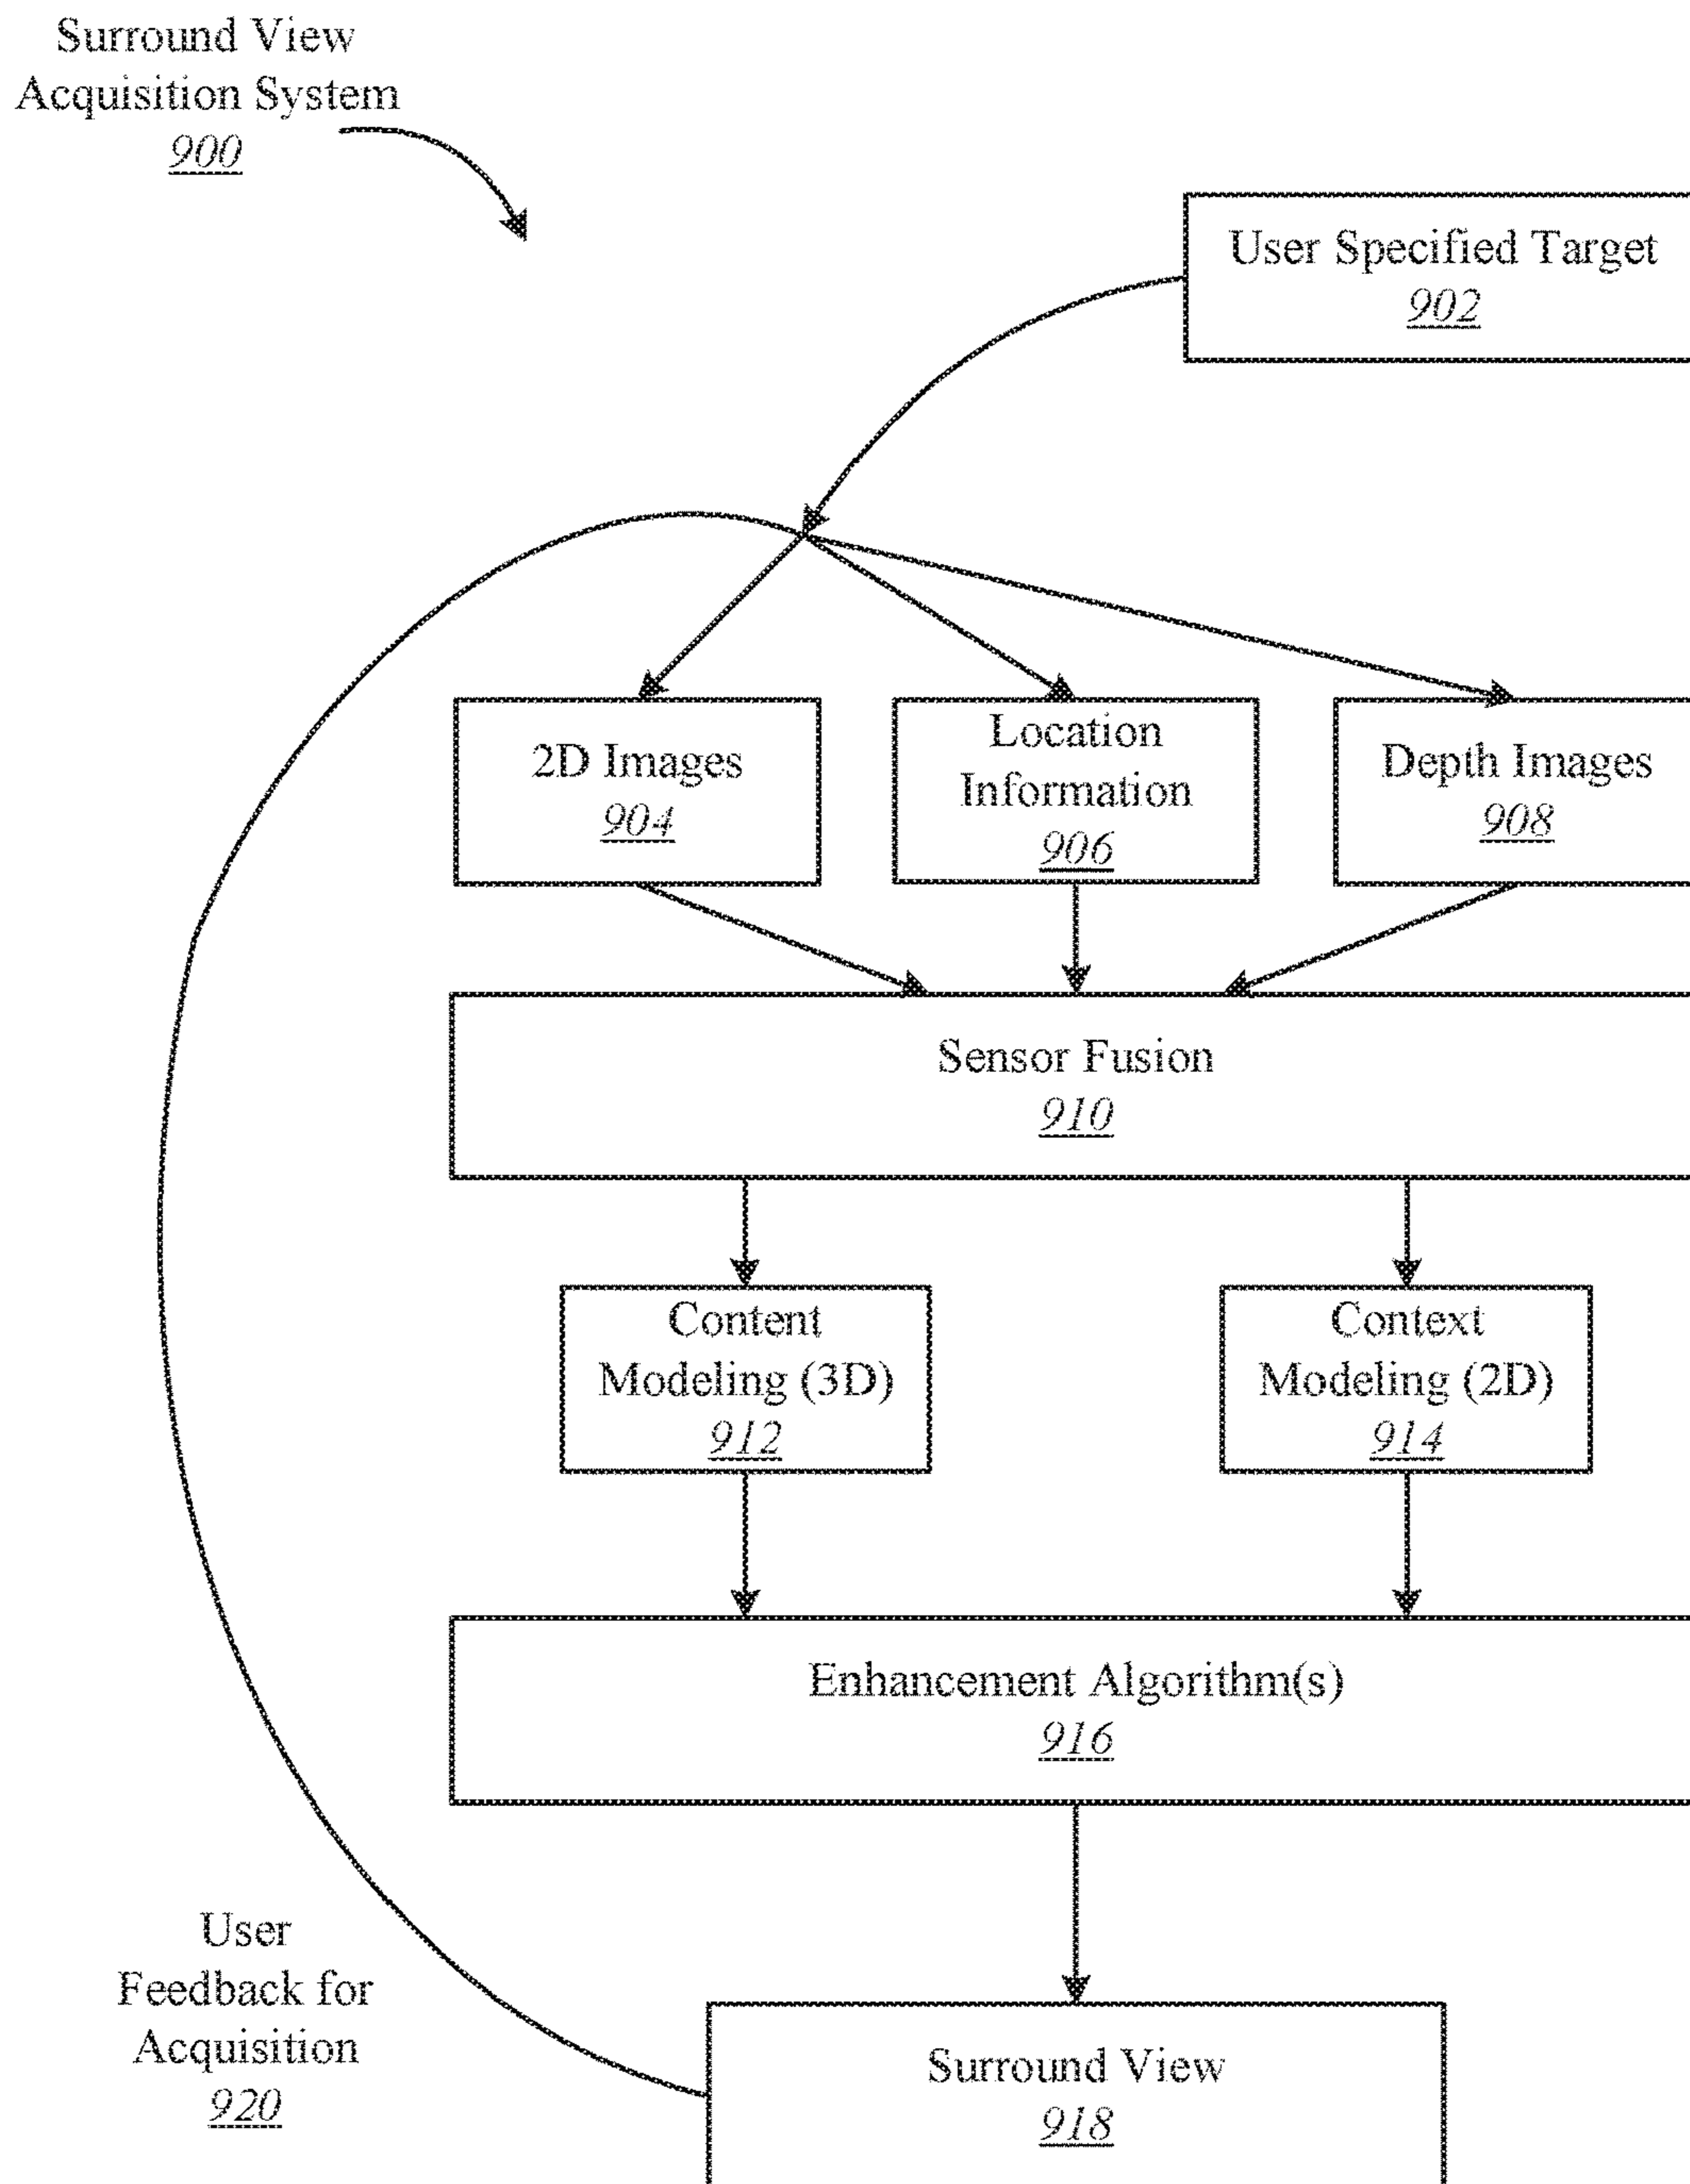 Surround View
Acquisition System
900
User Specified Target
902
2D Images
904
Location
Information
906
Depth Images
908
Sensor Fusion
910
Content
Modeling (3D)
912
Context
Modeling (2D)
914
Enhancement Algorithm(s)
916
User
Feedback for
Acquisition
920
Surround View
918